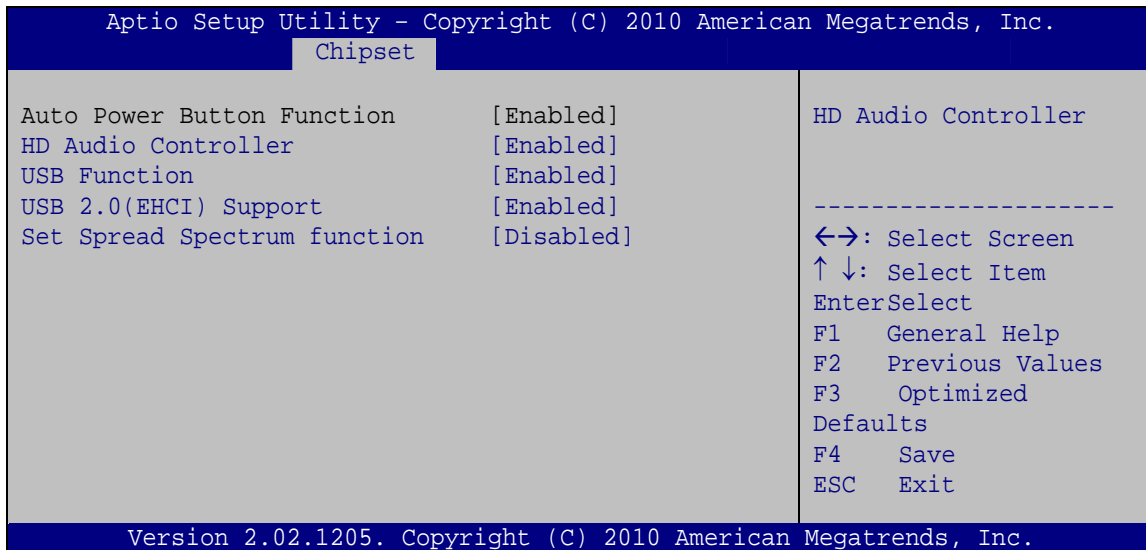 Aptio Setup Utility – Copyright (C) 2010 American Megatrends, Inc.
Chipset
Auto Power Button Function [Enabled]
HD Audio Controller [Enabled]
USB Function [Enabled]
USB 2.0(EHCI) Support [Enabled]
Set Spread Spectrum function [Disabled]
HD Audio Controller
---------------------
←→: Select Screen
↑ ↓: Select Item
EnterSelect
F1 General Help
F2 Previous Values
F3 Optimized
Defaults
F4 Save
ESC Exit
Version 2.02.1205. Copyright (C) 2010 American Megatrends, Inc.